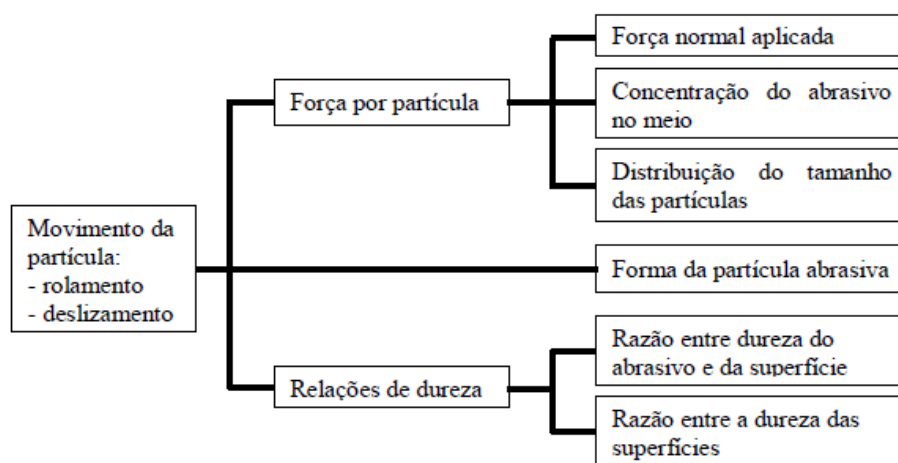 Movimento da
partícula:
- rolamento
- deslizamento
Força por partícula
Força normal aplicada
Concentração do abrasivo
no meio
Distribuição do tamanho
das partículas
Forma da partícula abrasiva
Relações de dureza
Razão entre dureza do
abrasivo e da superfície
Razão entre a dureza das
superfícies